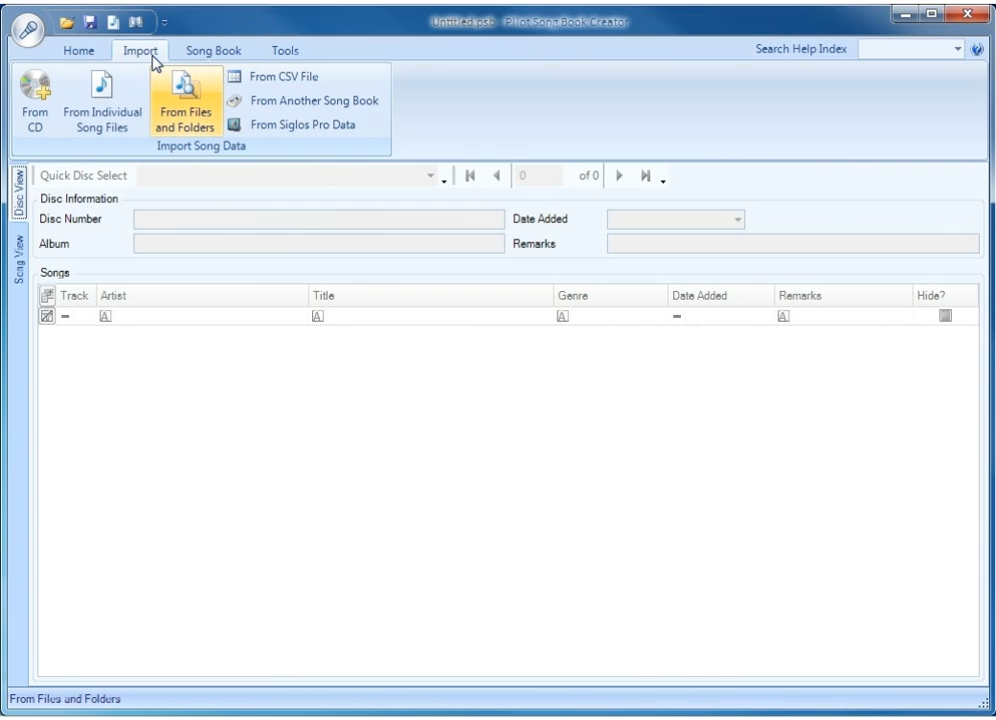 Untitled.psb - Pilot Song Book Creator
Home Import Song Book Tools Search Help Index
From CD
From Individual Song Files
From Files and Folders
From CSV File
From Another Song Book
From Siglos Pro Data
Import Song Data
Disc View
Song View
Quick Disc Select 0 of 0
Disc Information
Disc Number Date Added
Album Remarks
Songs
Track Artist Title Genre Date Added Remarks Hide?
A A A A
From Files and Folders